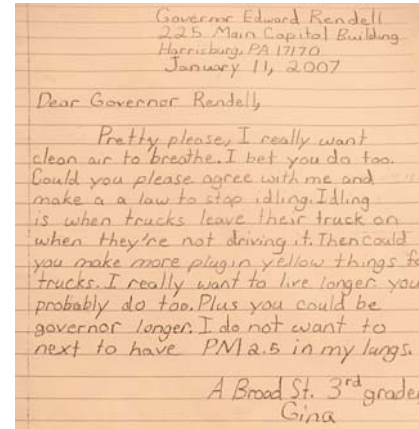 Governor Edward Rendell
225 Main Capitol Building
Harrisburg, PA 17170
January 11, 2007
Dear Governor Rendell,
Pretty please, I really want
clean air to breathe. I bet you do too.
Could you please agree with me and
make a a law to stop idling. Idling
is when trucks leave their truck on
when they're not driving it. Then could
you make more plugin yellow things fo
trucks. I really want to live longer. you
probably do too. Plus you could be
governor longer. I do not want to
next to have PM 2.5 in my lungs.
A Broad St. 3rd grader
Gina